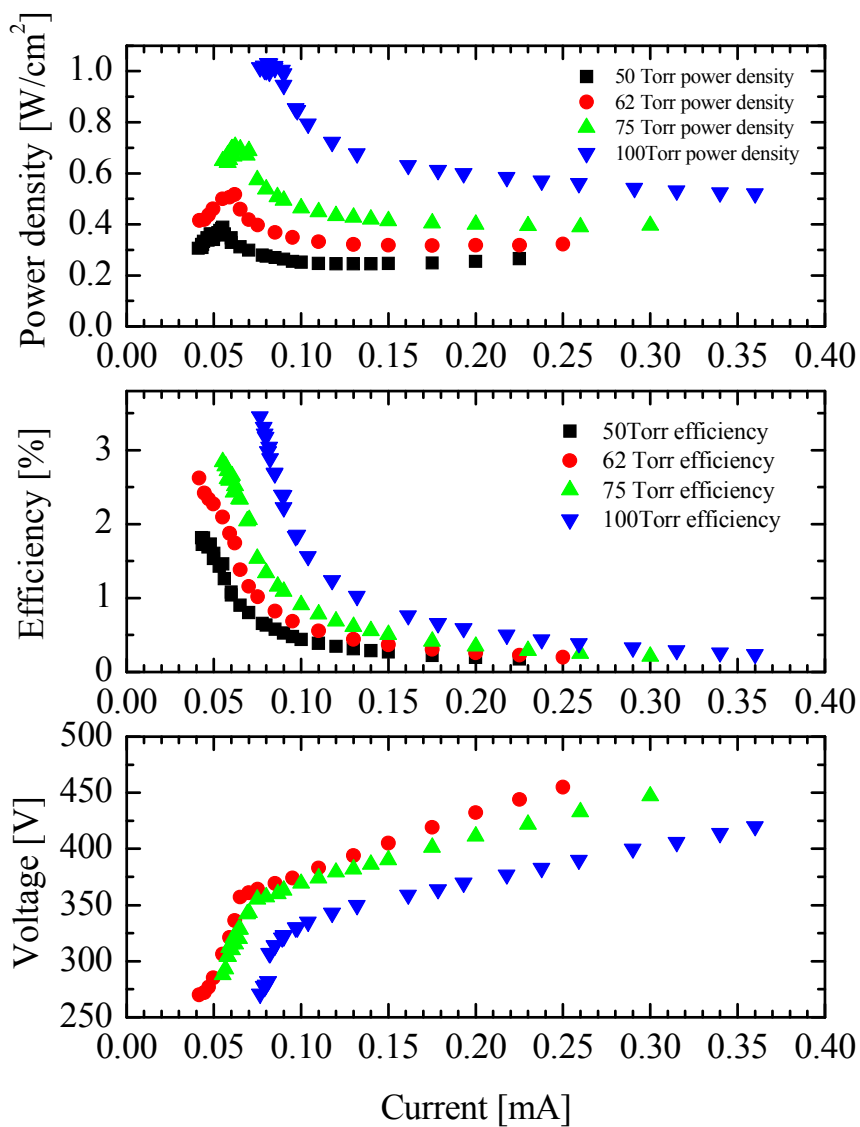 Power density [W/cm²]
1.0
0.8
0.6
0.4
0.2
0.0
50 Torr power density
62 Torr power density
75 Torr power density
100Torr power density
0.00 0.05 0.10 0.15 0.20 0.25 0.30 0.35 0.40
Efficiency [%]
3
2
1
0
50Torr efficiency
62 Torr efficiency
75 Torr efficiency
100Torr efficiency
0.00 0.05 0.10 0.15 0.20 0.25 0.30 0.35 0.40
Voltage [V]
500
450
400
350
300
250
0.00 0.05 0.10 0.15 0.20 0.25 0.30 0.35 0.40
Current [mA]